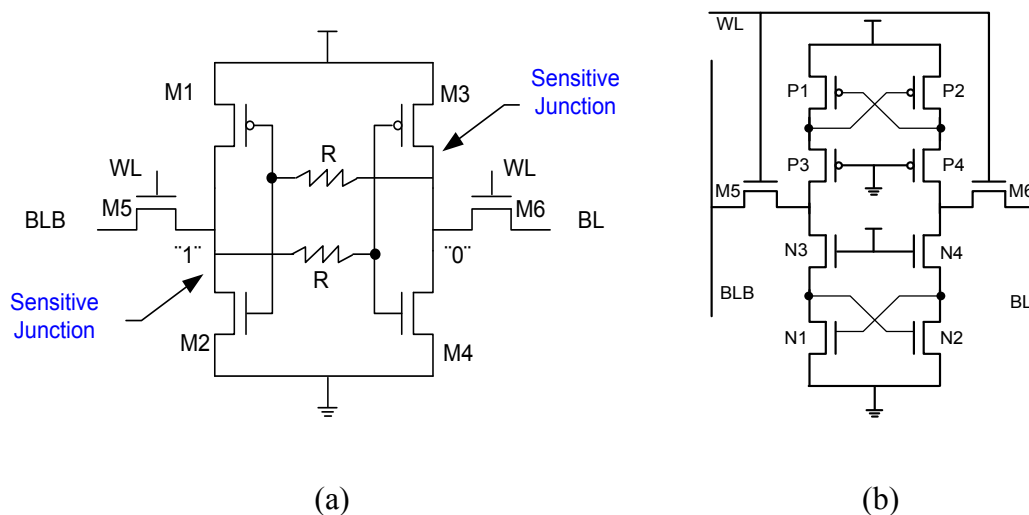 M1
M3
Sensitive
Junction
R
WL
WL
M5
M6
BLB
BL
"1"
"0"
R
Sensitive
Junction
M2
M4
(a)
WL
P1
P2
P3
P4
M5
M6
N3
N4
BLB
BL
N1
N2
(b)